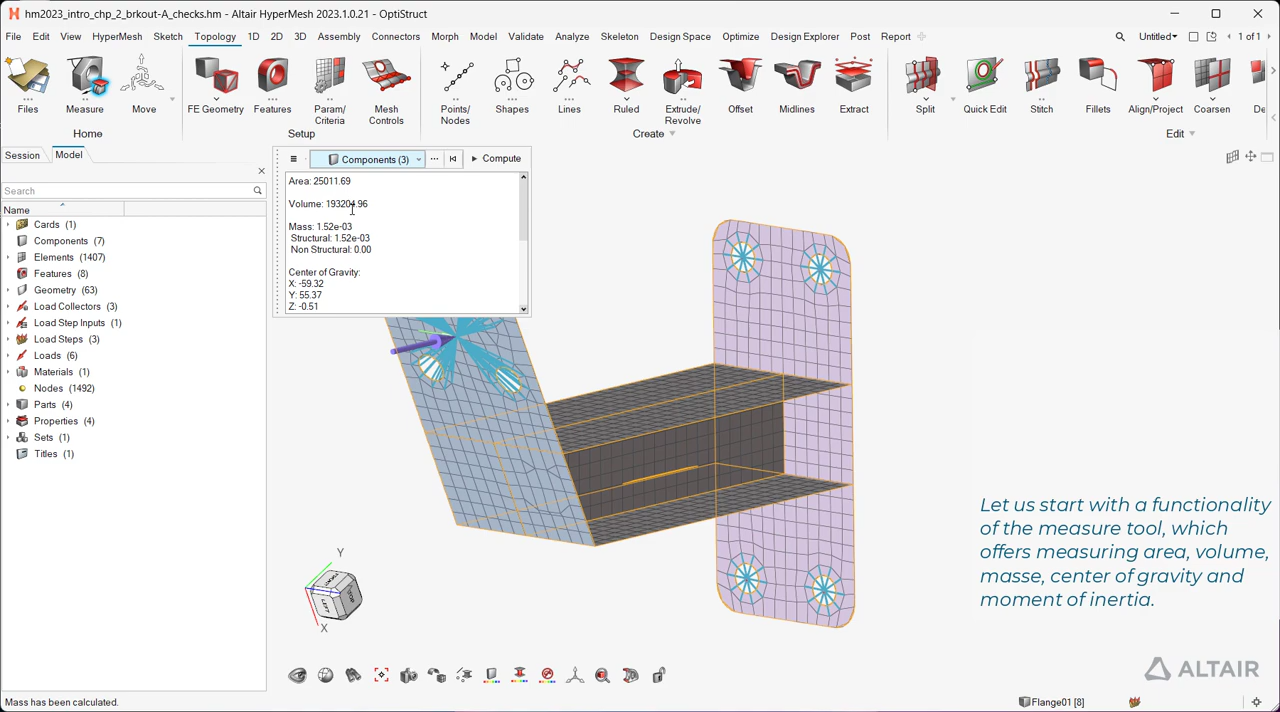 hm2023_intro_chp_2_brkout-A_checks.hm - Altair HyperMesh 2023.1.0.21 - OptiStruct
File Edit View HyperMesh Sketch Topology 1D 2D 3D Assembly Connectors Morph Model Validate Analyze Skeleton Design Space Optimize Design Explorer Post Report Untitled* 1 of 1
Files Measure Move FE Geometry Features Param/ Criteria Mesh Controls Points/ Nodes Shapes Lines Ruled Extrude/ Revolve Offset Midlines Extract Split Quick Edit Stitch Fillets Align/Project Coarsen
Home Setup Create Edit
Session Model
Components (3) Compute
Search
Name
Cards (1)
Components (7)
Elements (1407)
Features (8)
Geometry (63)
Load Collectors (3)
Load Step Inputs (1)
Load Steps (3)
Loads (6)
Materials (1)
Nodes (1492)
Parts (4)
Properties (4)
Sets (1)
Titles (1)
Area: 25011.69
Volume: 193204.96
Mass: 1.52e-03
Structural: 1.52e-03
Non Structural: 0.00
Center of Gravity:
X: -59.32
Y: 55.37
Z: -0.51
Let us start with a functionality
of the measure tool, which
offers measuring area, volume,
masse, center of gravity and
moment of inertia.
Y
LEFT
X
ALTAIR
Mass has been calculated.
Flange01 [8]